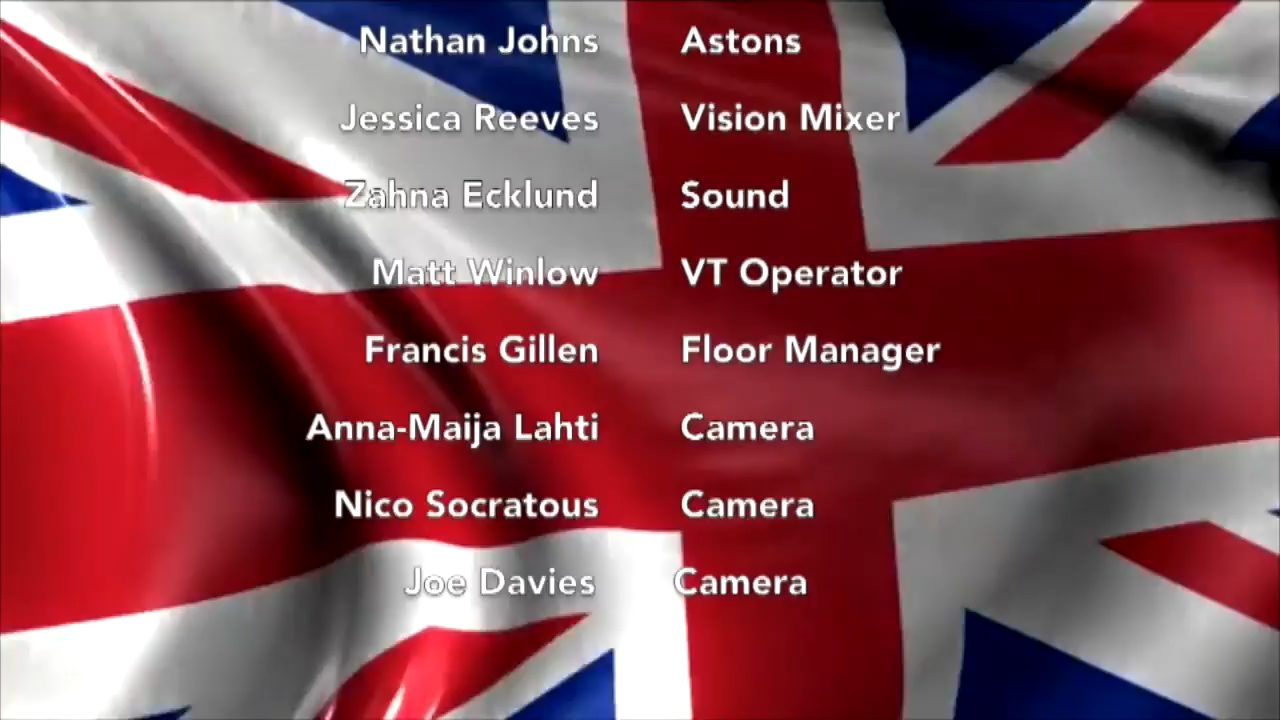 Nathan Johns Astons
Jessica Reeves Vision Mixer
Zahna Ecklund Sound
Matt Winlow VT Operator
Francis Gillen Floor Manager
Anna-Maija Lahti Camera
Nico Socratous Camera
Joe Davies Camera